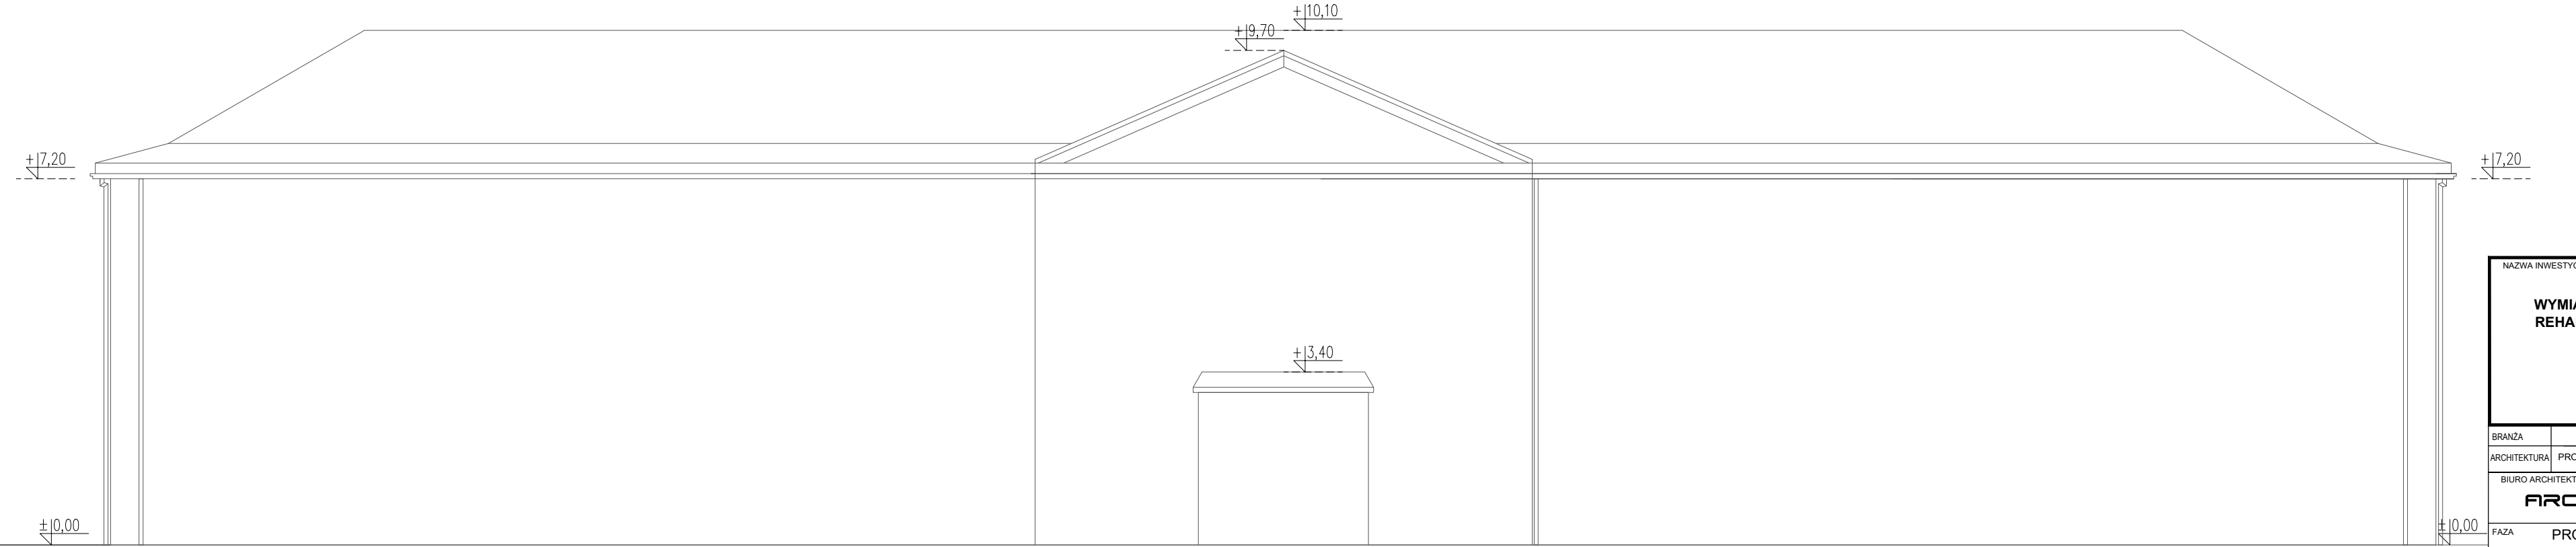 +10,10
+9,70
+7,20
+7,20
+3,40
±0,00
±0,00
NAZWA INWESTYC
WYMIA
REHA
BRANŻA
ARCHITEKTURA PRO
BIURO ARCHITEKT
ARC
FAZA PRO